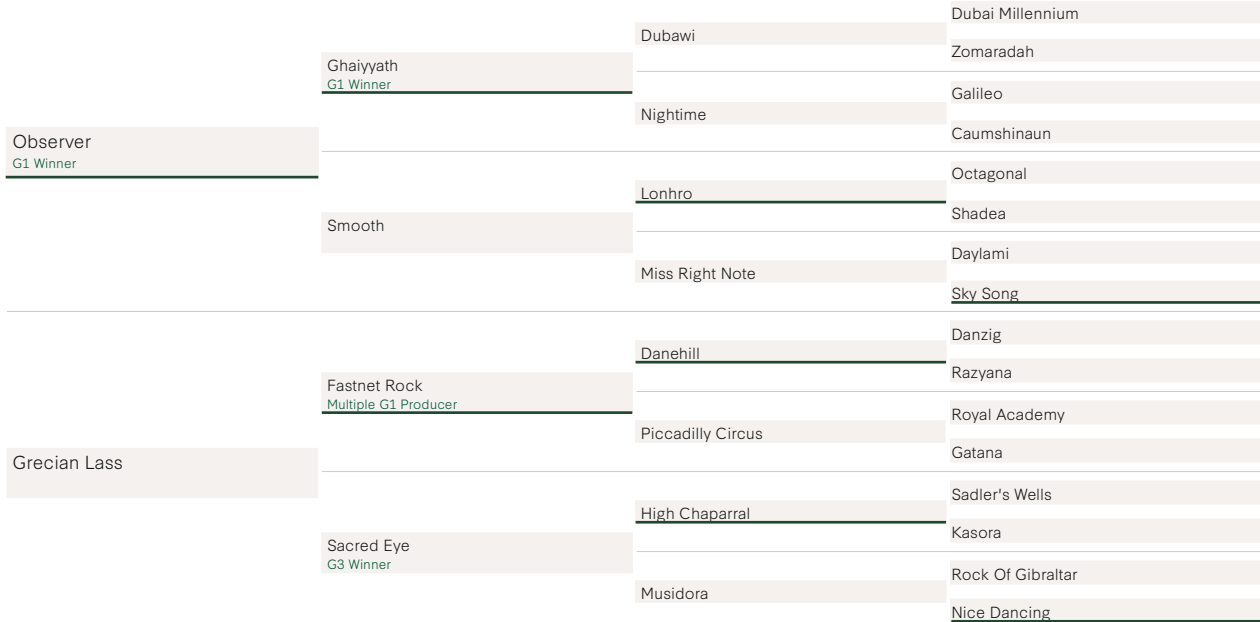 Dubai Millennium
Dubawi
Zomaradah
Ghaiyyath
G1 Winner
Galileo
Nightime
Caumshinaun
Observer
G1 Winner
Octagonal
Lonhro
Shadea
Smooth
Daylami
Miss Right Note
Sky Song
Danzig
Danehill
Razyana
Fastnet Rock
Multiple G1 Producer
Royal Academy
Piccadilly Circus
Gatana
Grecian Lass
Sadler's Wells
High Chaparral
Kasora
Sacred Eye
G3 Winner
Rock Of Gibraltar
Musidora
Nice Dancing